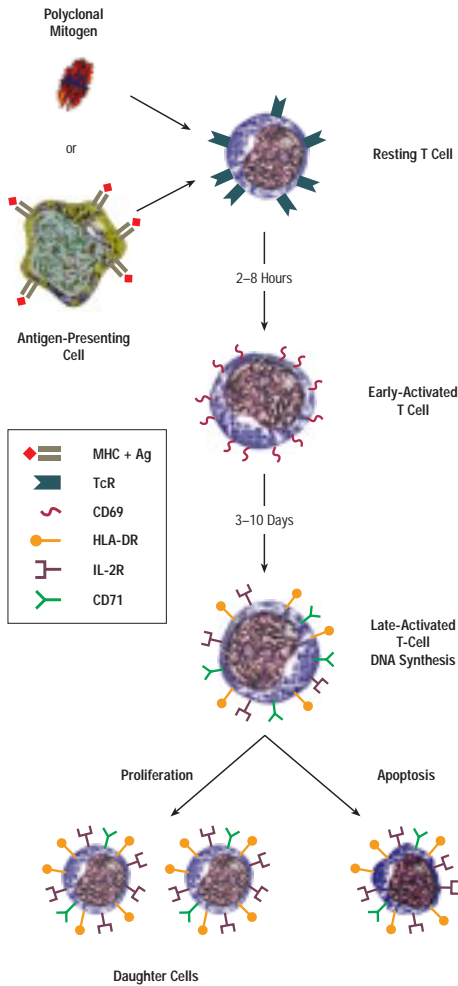 Polyclonal
Mitogen
or
Resting T Cell
Antigen-Presenting
Cell
2–8 Hours
Early-Activated
T Cell
MHC + Ag
TcR
CD69
HLA-DR
IL-2R
CD71
3–10 Days
Late-Activated
T-Cell
DNA Synthesis
Proliferation
Apoptosis
Daughter Cells